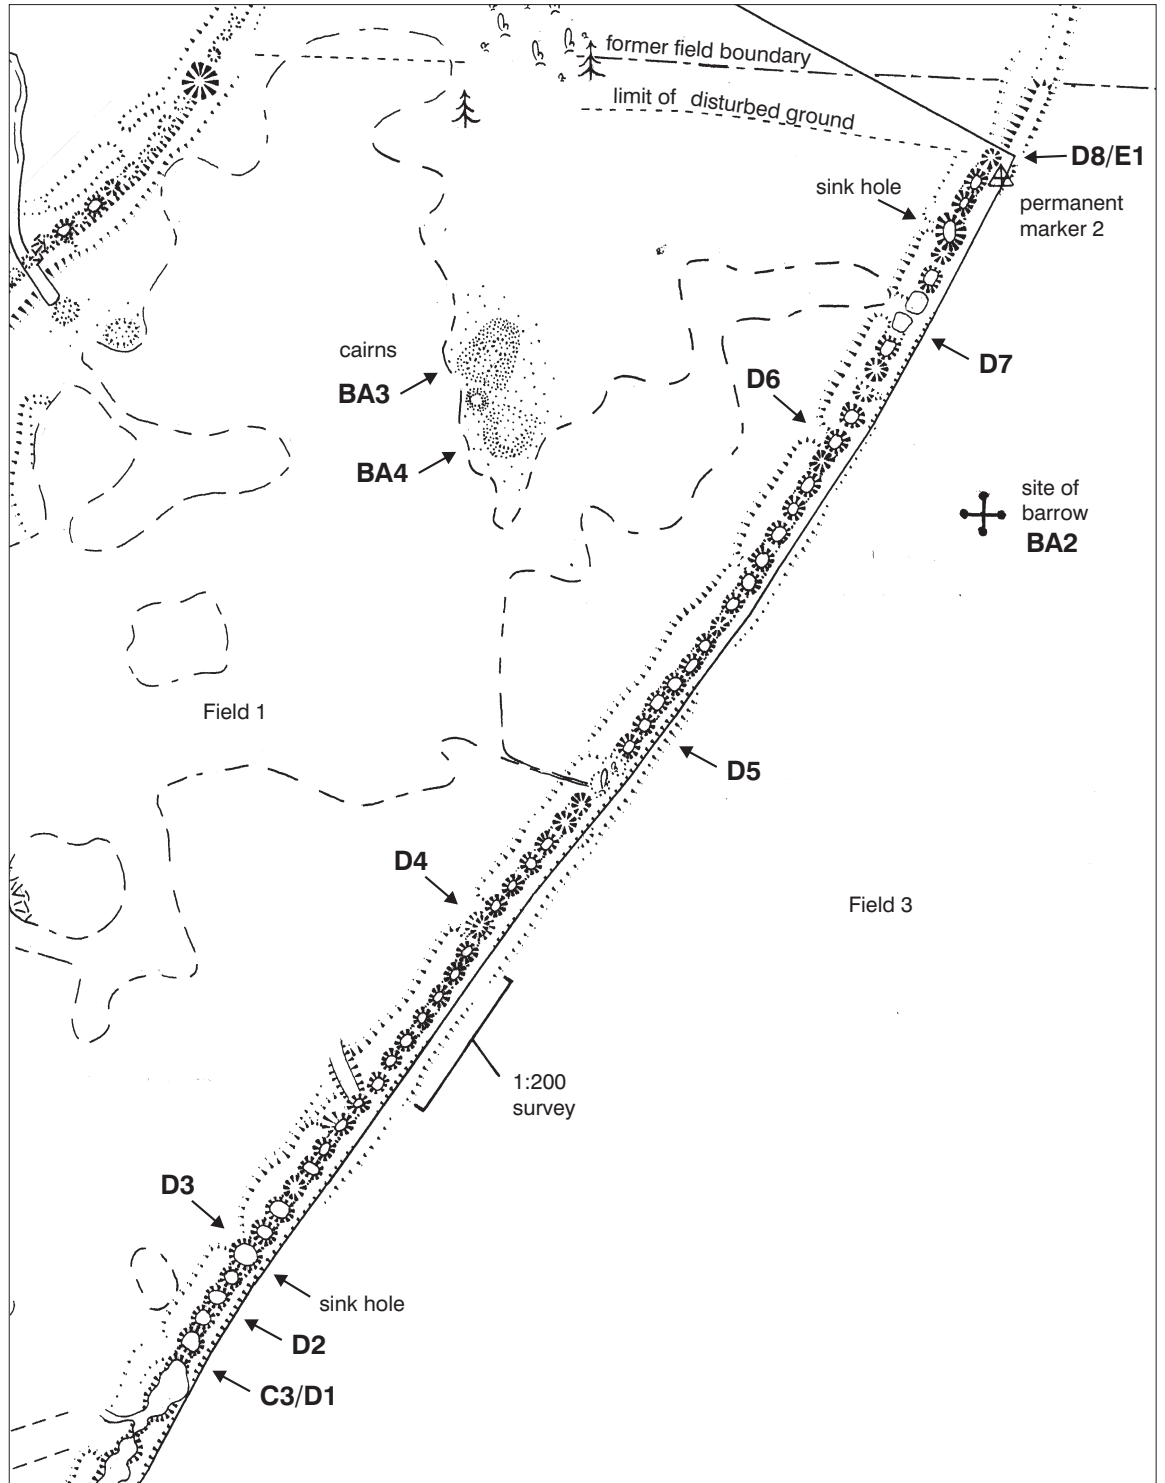 former field boundary
limit of disturbed ground
D8/E1
sink hole
permanent
marker 2
cairns
BA3
D7
D6
BA4
site of
barrow
BA2
Field 1
D5
D4
Field 3
1:200
survey
D3
sink hole
D2
C3/D1